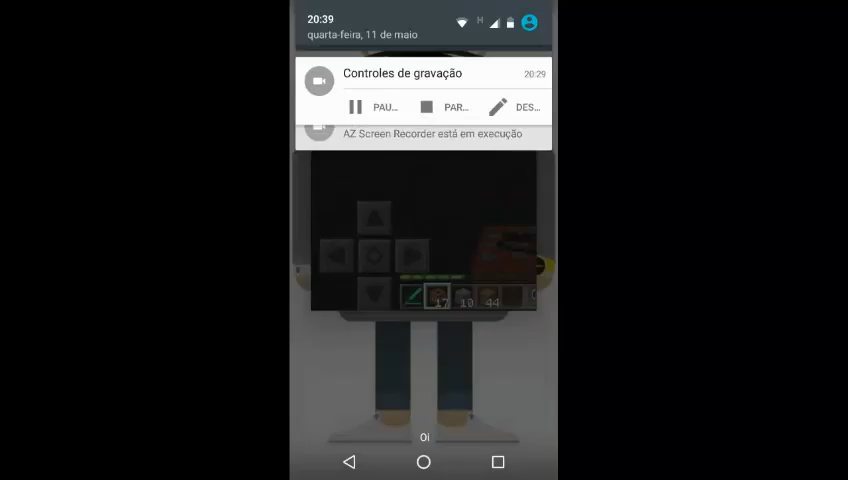 20:39
quarta-feira, 11 de maio
H
Controles de gravação
20:29
PAU...
PAR...
DES...
AZ Screen Recorder está em execução
17 10 44
Oi